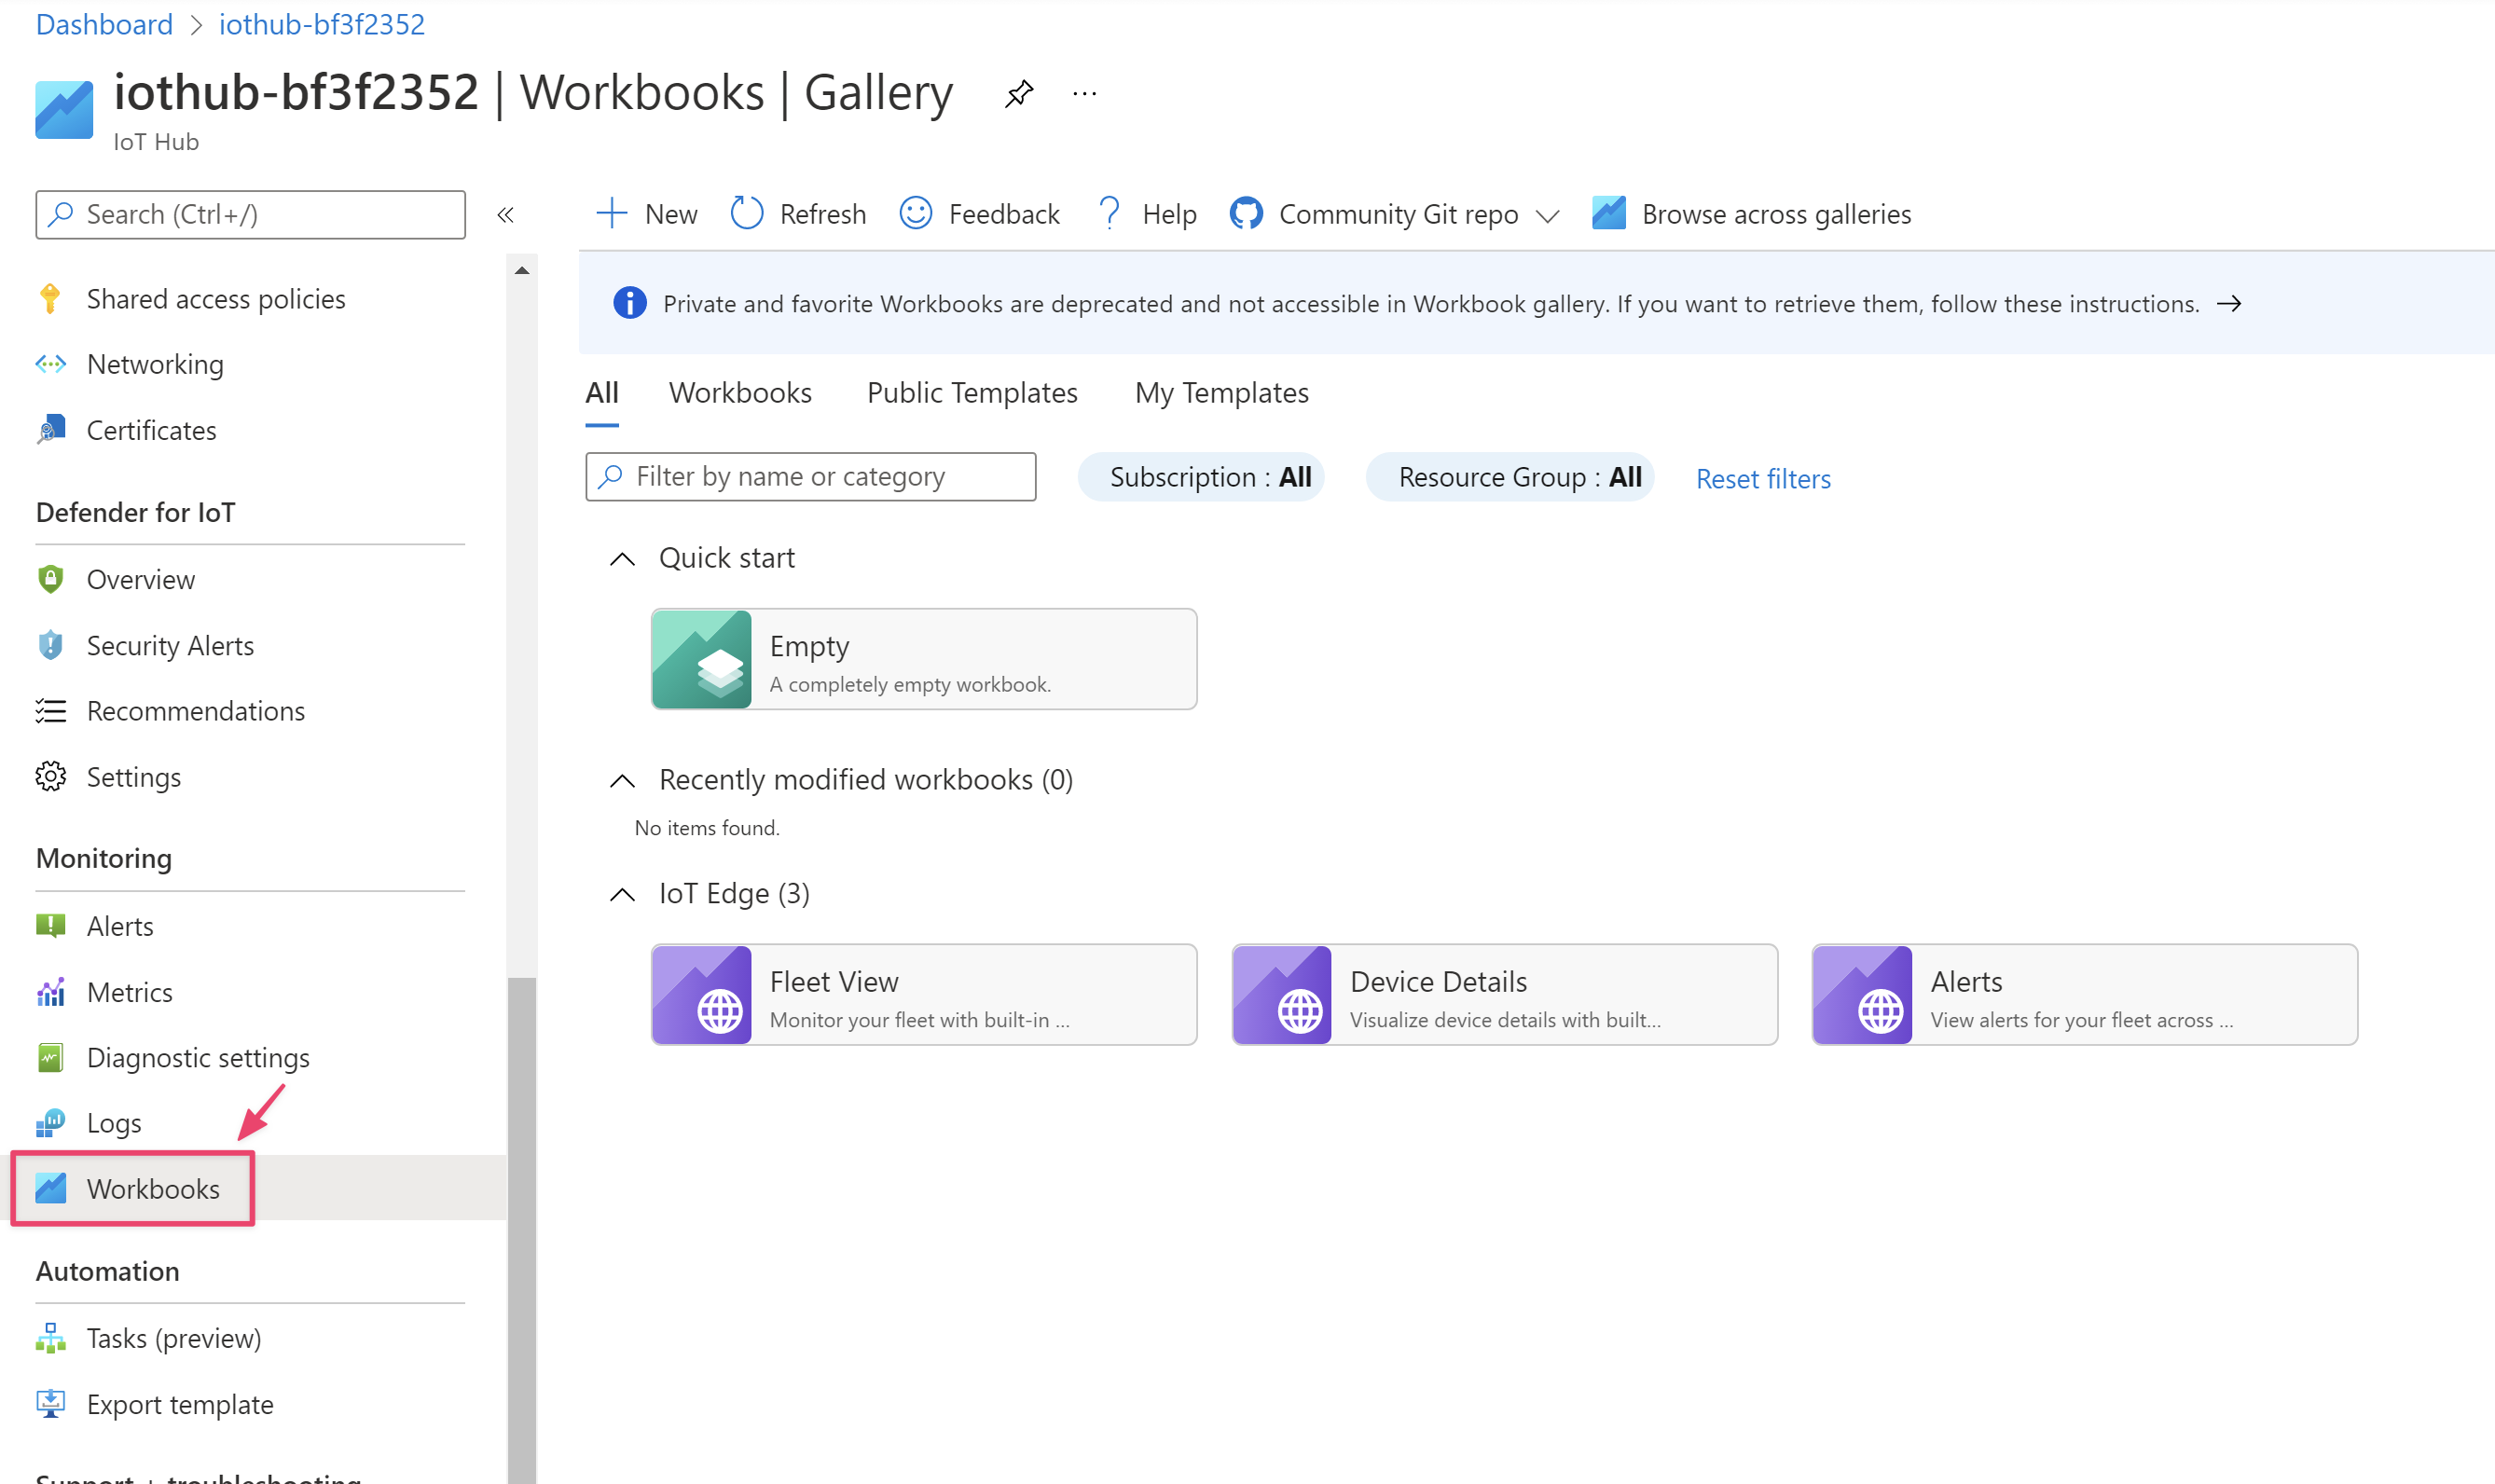 Dashboard > iothub-bf3f2352
iothub-bf3f2352 | Workbooks | Gallery ...
IoT Hub
Search (Ctrl+/)
«
New
Refresh
Feedback
Help
Community Git repo
Browse across galleries
Shared access policies
Networking
Certificates
Defender for IoT
Overview
Security Alerts
Recommendations
Settings
Monitoring
Alerts
Metrics
Diagnostic settings
Logs
Workbooks
Automation
Tasks (preview)
Export template
Support + troubleshooting
Private and favorite Workbooks are deprecated and not accessible in Workbook gallery. If you want to retrieve them, follow these instructions. →
All
Workbooks
Public Templates
My Templates
Filter by name or category
Subscription : All
Resource Group : All
Reset filters
Quick start
Empty
A completely empty workbook.
Recently modified workbooks (0)
No items found.
IoT Edge (3)
Fleet View
Monitor your fleet with built-in ...
Device Details
Visualize device details with built...
Alerts
View alerts for your fleet across ...